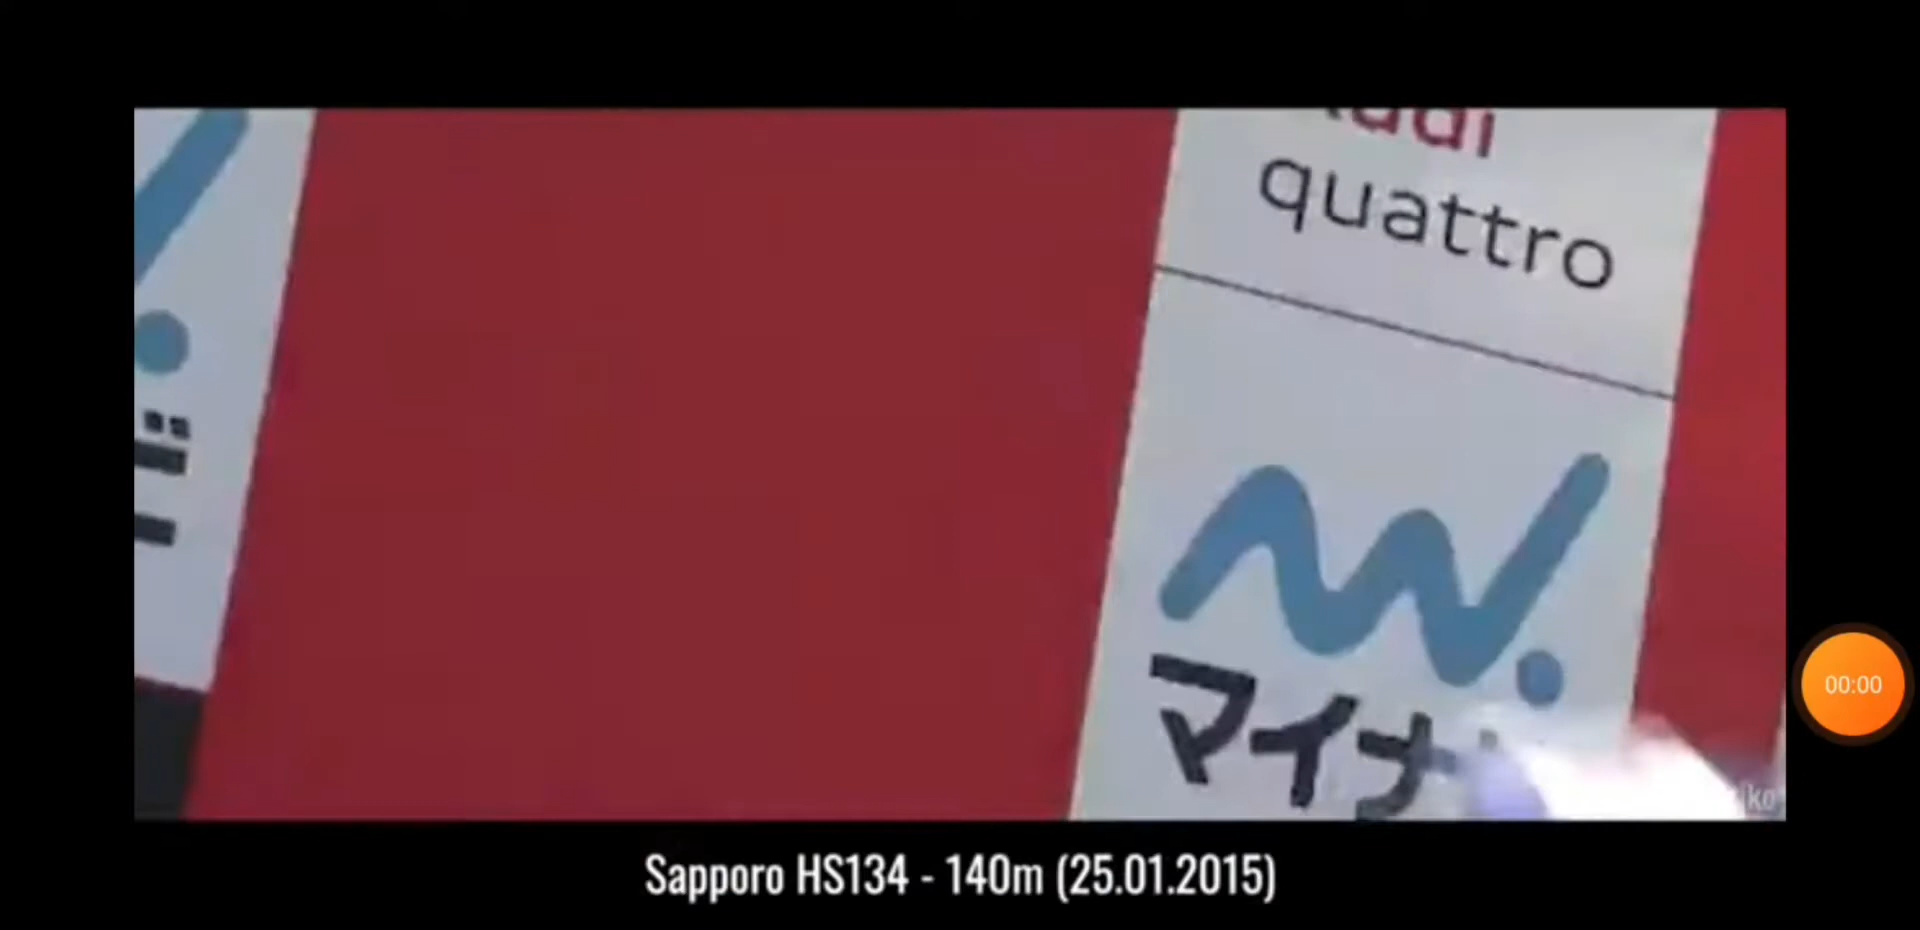 quattro
マイナ
00:00
Sapporo HS134 - 140m (25.01.2015)